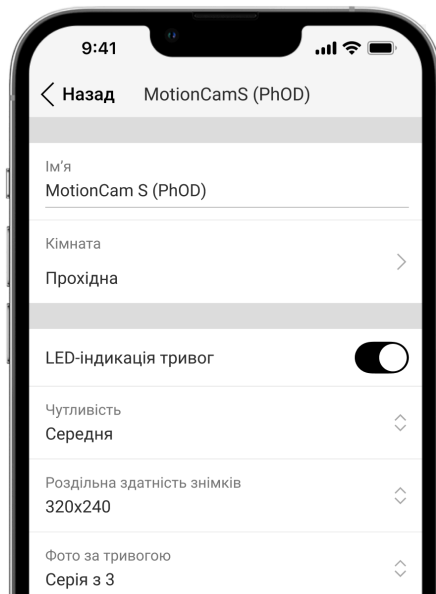 9:41
Назад MotionCamS (PhOD)
Ім’я
MotionCam S (PhOD)
Кімната
Прохідна
LED-індикація тривог
Чутливість
Середня
Роздільна здатність знімків
320x240
Фото за тривогою
Серія з 3